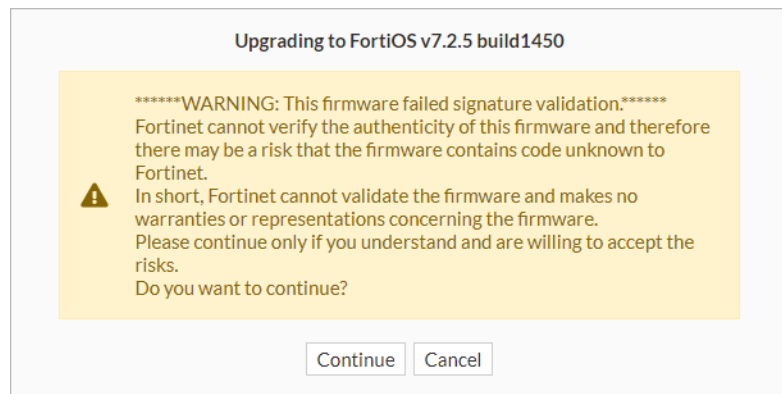 Upgrading to FortiOS v7.2.5 build1450
******WARNING: This firmware failed signature validation.******
Fortinet cannot verify the authenticity of this firmware and therefore
there may be a risk that the firmware contains code unknown to
Fortinet.
In short, Fortinet cannot validate the firmware and makes no
warranties or representations concerning the firmware.
Please continue only if you understand and are willing to accept the
risks.
Do you want to continue?
Continue Cancel